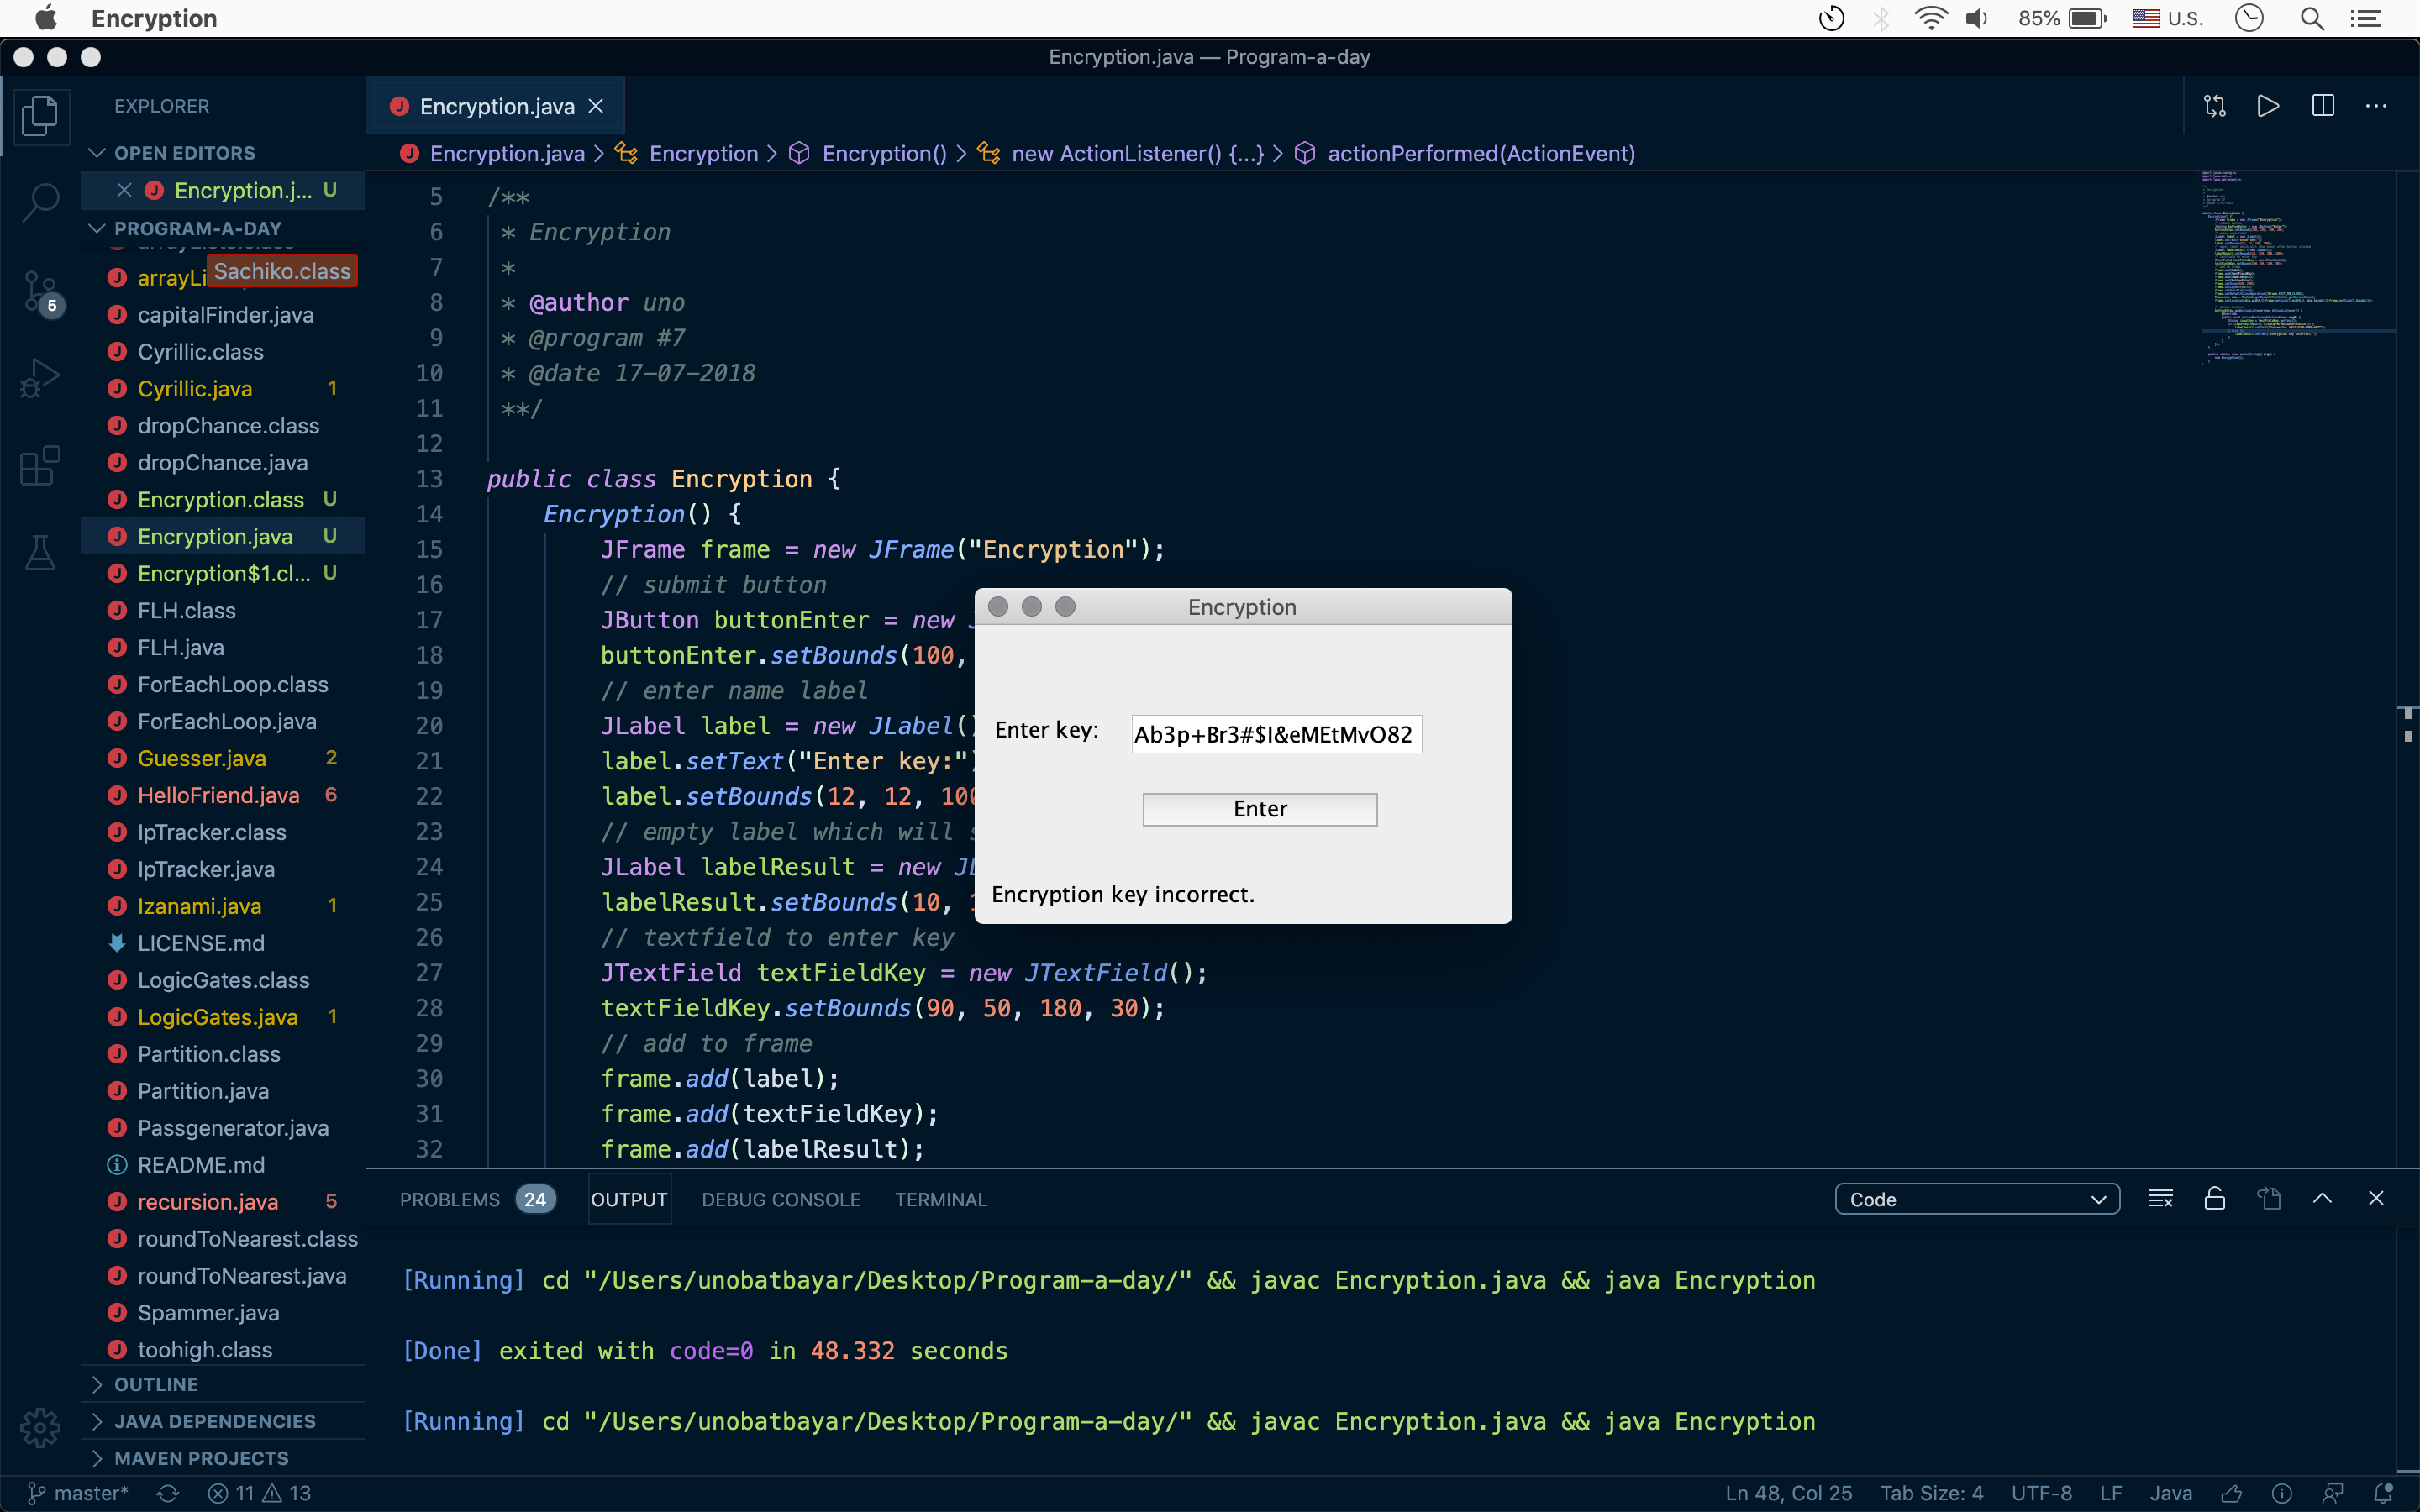 Encryption
85%
U.S.
Encryption.java — Program-a-day
EXPLORER
OPEN EDITORS
Encryption.j... U
PROGRAM-A-DAY
Sachiko.class
capitalFinder.java
Cyrillic.class
Cyrillic.java 1
dropChance.class
dropChance.java
Encryption.class U
Encryption.java U
Encryption$1.cl... U
FLH.class
FLH.java
ForEachLoop.class
ForEachLoop.java
Guesser.java 2
HelloFriend.java 6
IpTracker.class
IpTracker.java
Izanami.java 1
LICENSE.md
LogicGates.class
LogicGates.java 1
Partition.class
Partition.java
Passgenerator.java
README.md
recursion.java 5
roundToNearest.class
roundToNearest.java
Spammer.java
toohigh.class
OUTLINE
JAVA DEPENDENCIES
MAVEN PROJECTS
5
Encryption.java
Encryption.java > Encryption > Encryption() > new ActionListener() {...} > actionPerformed(ActionEvent)
5 /**
6 * Encryption
7 *
8 * @author uno
9 * @program #7
10 * @date 17-07-2018
11 **/
12
13 public class Encryption {
14 Encryption() {
15 JFrame frame = new JFrame("Encryption");
16 // submit button
17 JButton buttonEnter = new
18 buttonEnter.setBounds(100,
19 // enter name label
20 JLabel label = new JLabel()
21 label.setText("Enter key:")
22 label.setBounds(12, 12, 100
23 // empty label which will
24 JLabel labelResult = new
25 labelResult.setBounds(10,
26 // textfield to enter key
27 JTextField textFieldKey = new JTextField();
28 textFieldKey.setBounds(90, 50, 180, 30);
29 // add to frame
30 frame.add(label);
31 frame.add(textFieldKey);
32 frame.add(labelResult);
Encryption
Enter key: Ab3p+Br3#$I&eMEtMvO82
Enter
Encryption key incorrect.
PROBLEMS 24 OUTPUT DEBUG CONSOLE TERMINAL Code
[Running] cd "/Users/unobatbayar/Desktop/Program-a-day/" && javac Encryption.java && java Encryption
[Done] exited with code=0 in 48.332 seconds
[Running] cd "/Users/unobatbayar/Desktop/Program-a-day/" && javac Encryption.java && java Encryption
master* 11 13 Ln 48, Col 25 Tab Size: 4 UTF-8 LF Java